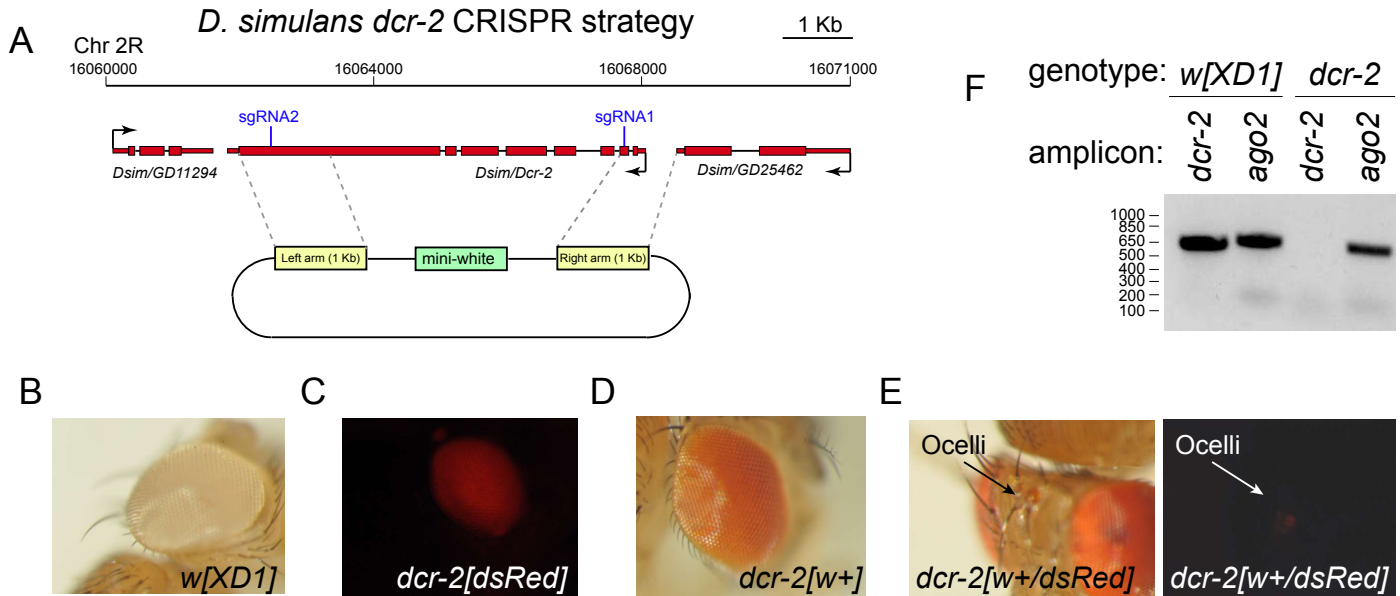 D. simulans dcr-2 CRISPR strategy
A
1 Kb
Chr 2R
16060000 16064000 16068000 16071000
sgRNA2 sgRNA1
Dsim/GD11294 Dsim/Dcr-2 Dsim/GD25462
Left arm (1 Kb) mini-white Right arm (1 Kb)
F
genotype: w[XD1] dcr-2
amplicon: dcr-2 ago2 dcr-2 ago2
1000
850
650
500
400
300
200
100
B
w[XD1]
C
dcr-2[dsRed]
D
dcr-2[w+]
E
Ocelli
dcr-2[w+/dsRed]
Ocelli
dcr-2[w+/dsRed]